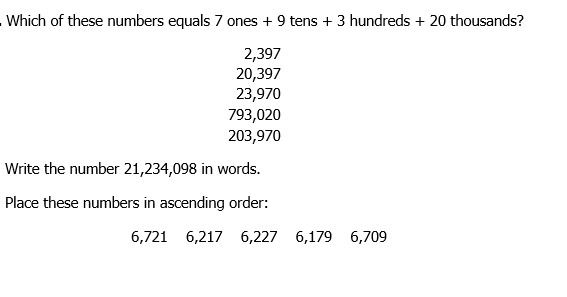 . Which of these numbers equals 7 ones + 9 tens + 3 hundreds + 20 thousands?
2,397
20,397
23,970
793,020
203,970
Write the number 21,234,098 in words.
Place these numbers in ascending order:
6,721 6,217 6,227 6,179 6,709